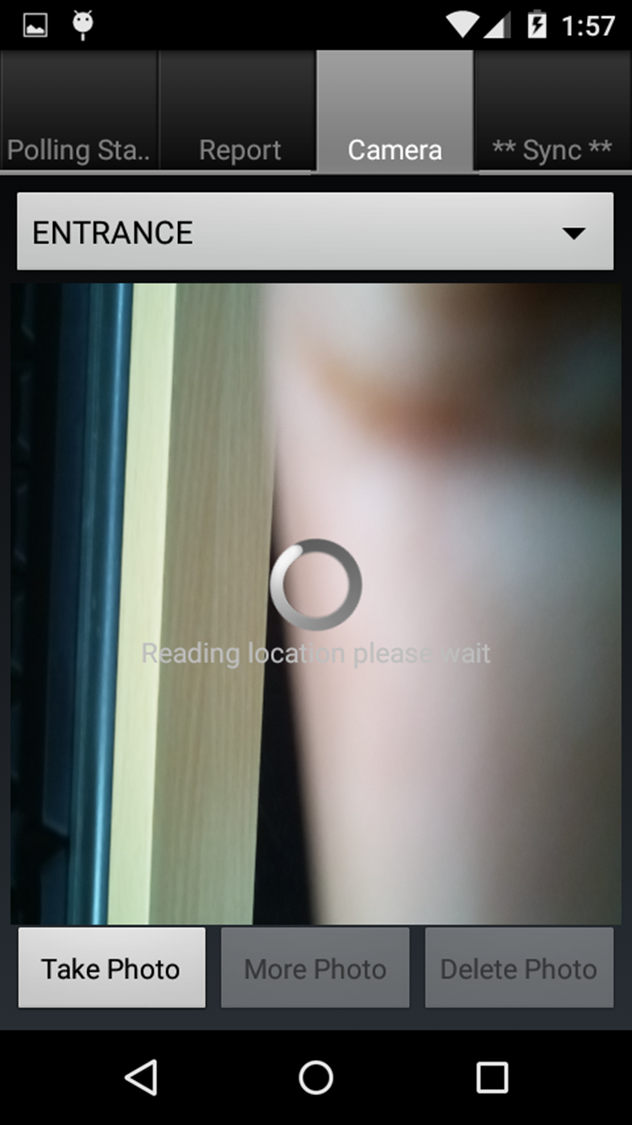 1:57
Polling Sta..
Report
Camera
** Sync **
ENTRANCE
Reading location please wait
Take Photo
More Photo
Delete Photo